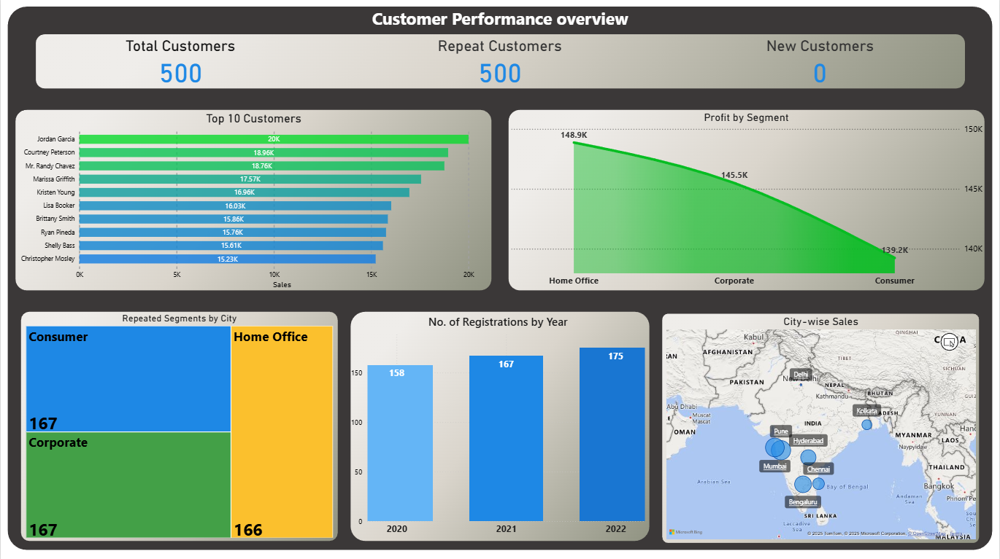 Customer Performance overview
Total Customers
Repeat Customers
New Customers
500
500
0
Top 10 Customers
Jordan Garcia
20K
Courtney Peterson
18.96K
Mr. Randy Chavez
18.76K
Marissa Griffith
17.57K
Kristen Young
16.96K
Lisa Booker
16.03K
Brittany Smith
15.86K
Ryan Pineda
15.76K
Shelly Bass
15.61K
Christopher Mosley
15.23K
0K
5K
10K
15K
20K
Sales
Profit by Segment
150K
148.9K
145.5K
145K
139.2K
140K
Home Office
Corporate
Consumer
Repeated Segments by City
Consumer
167
Corporate
167
Home Office
166
No. of Registrations by Year
150
100
50
0
158
167
175
2020
2021
2022
City-wise Sales
QINGHAI
Kabul
AFGHANISTAN
TIBET
SICHUAN
Delhi
New Delhi
PAKISTAN
NEPAL
Kathmandu
BHUTAN
Abu Dhabi
Muscat
Mascat
OMAN
Kolkata
YUNNAN
INDIA
Pune
Hyderabad
MYANMAR
Naypyidaw
LAOS
Mumbai
Chennai
THAILAND
Arabian Sea
Bay of Bengal
Bangkok
Bengaluru
Andaman
Sea
SRI LANKA
Laccadive
Sea
Microsoft Bing
© 2025 TomTom, © 2025 Microsoft Corporation, © OpenStreetMap Terms
MALAYSIA